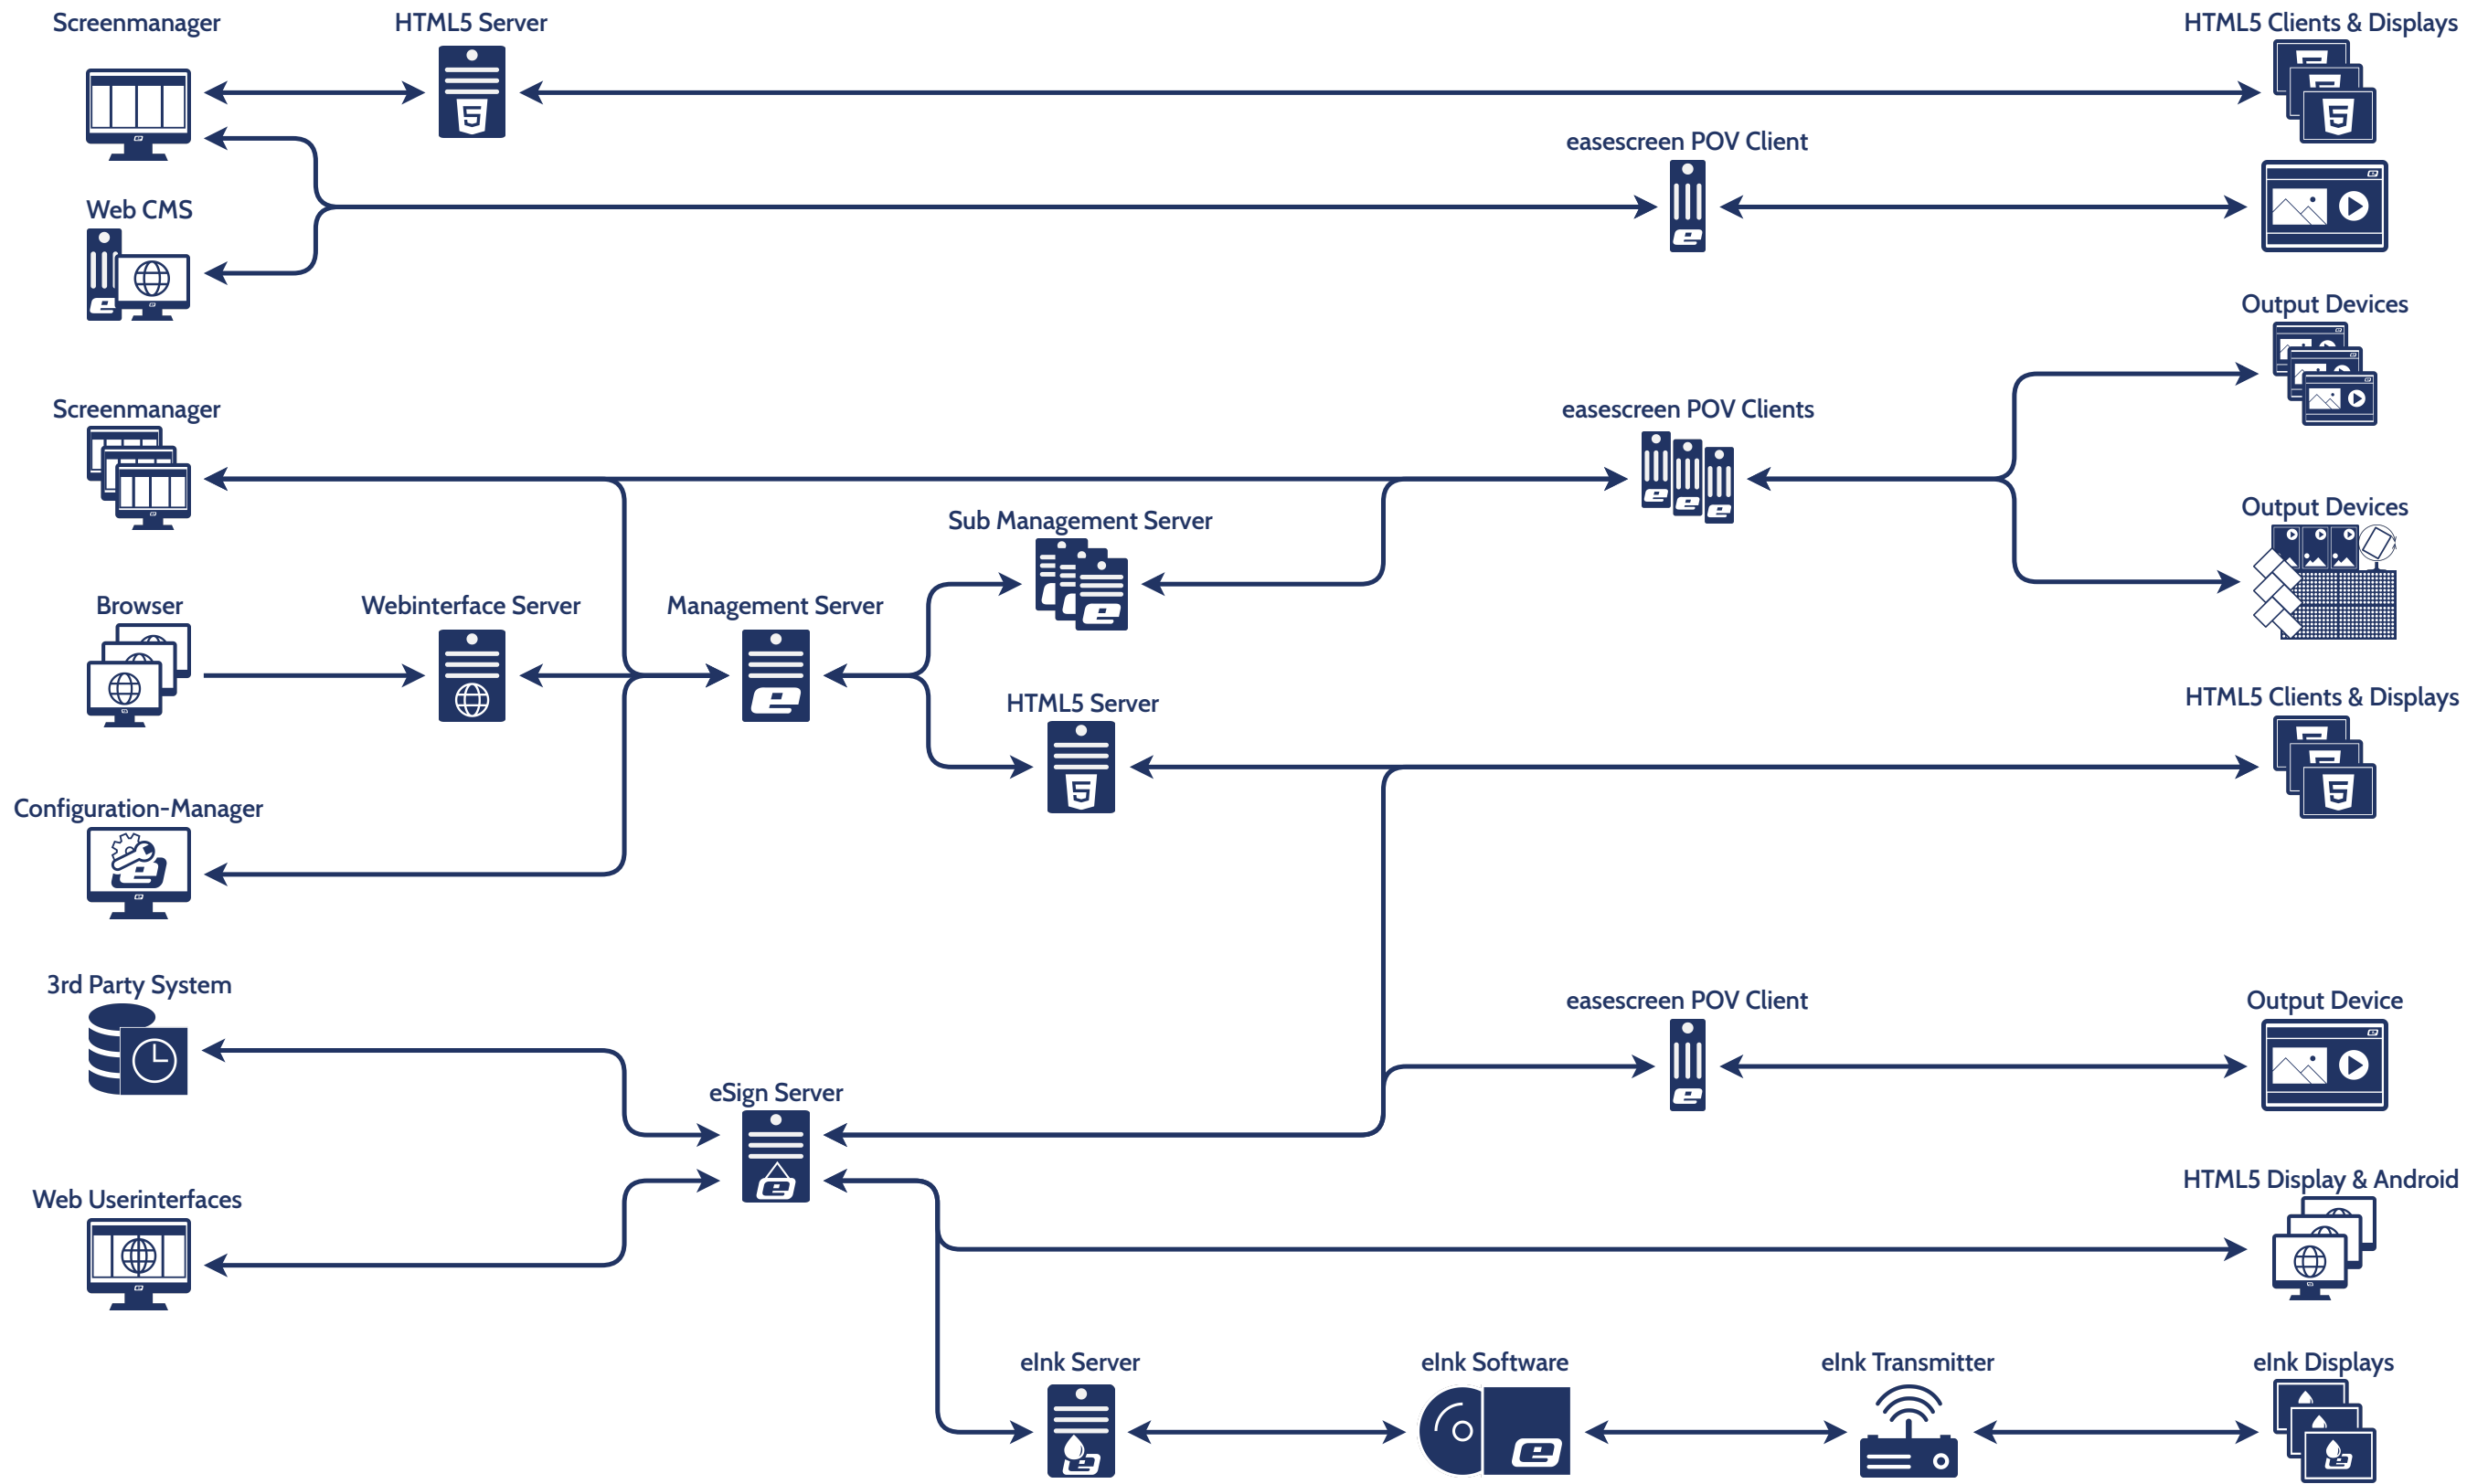 Screenmanager
HTML5 Server
HTML5 Clients & Displays
easescreen POV Client
Web CMS
Output Devices
Screenmanager
easescreen POV Clients
Output Devices
Sub Management Server
Browser
Webinterface Server
Management Server
HTML5 Server
HTML5 Clients & Displays
Configuration-Manager
3rd Party System
easescreen POV Client
Output Device
eSign Server
HTML5 Display & Android
Web Userinterfaces
eInk Server
eInk Software
eInk Transmitter
eInk Displays